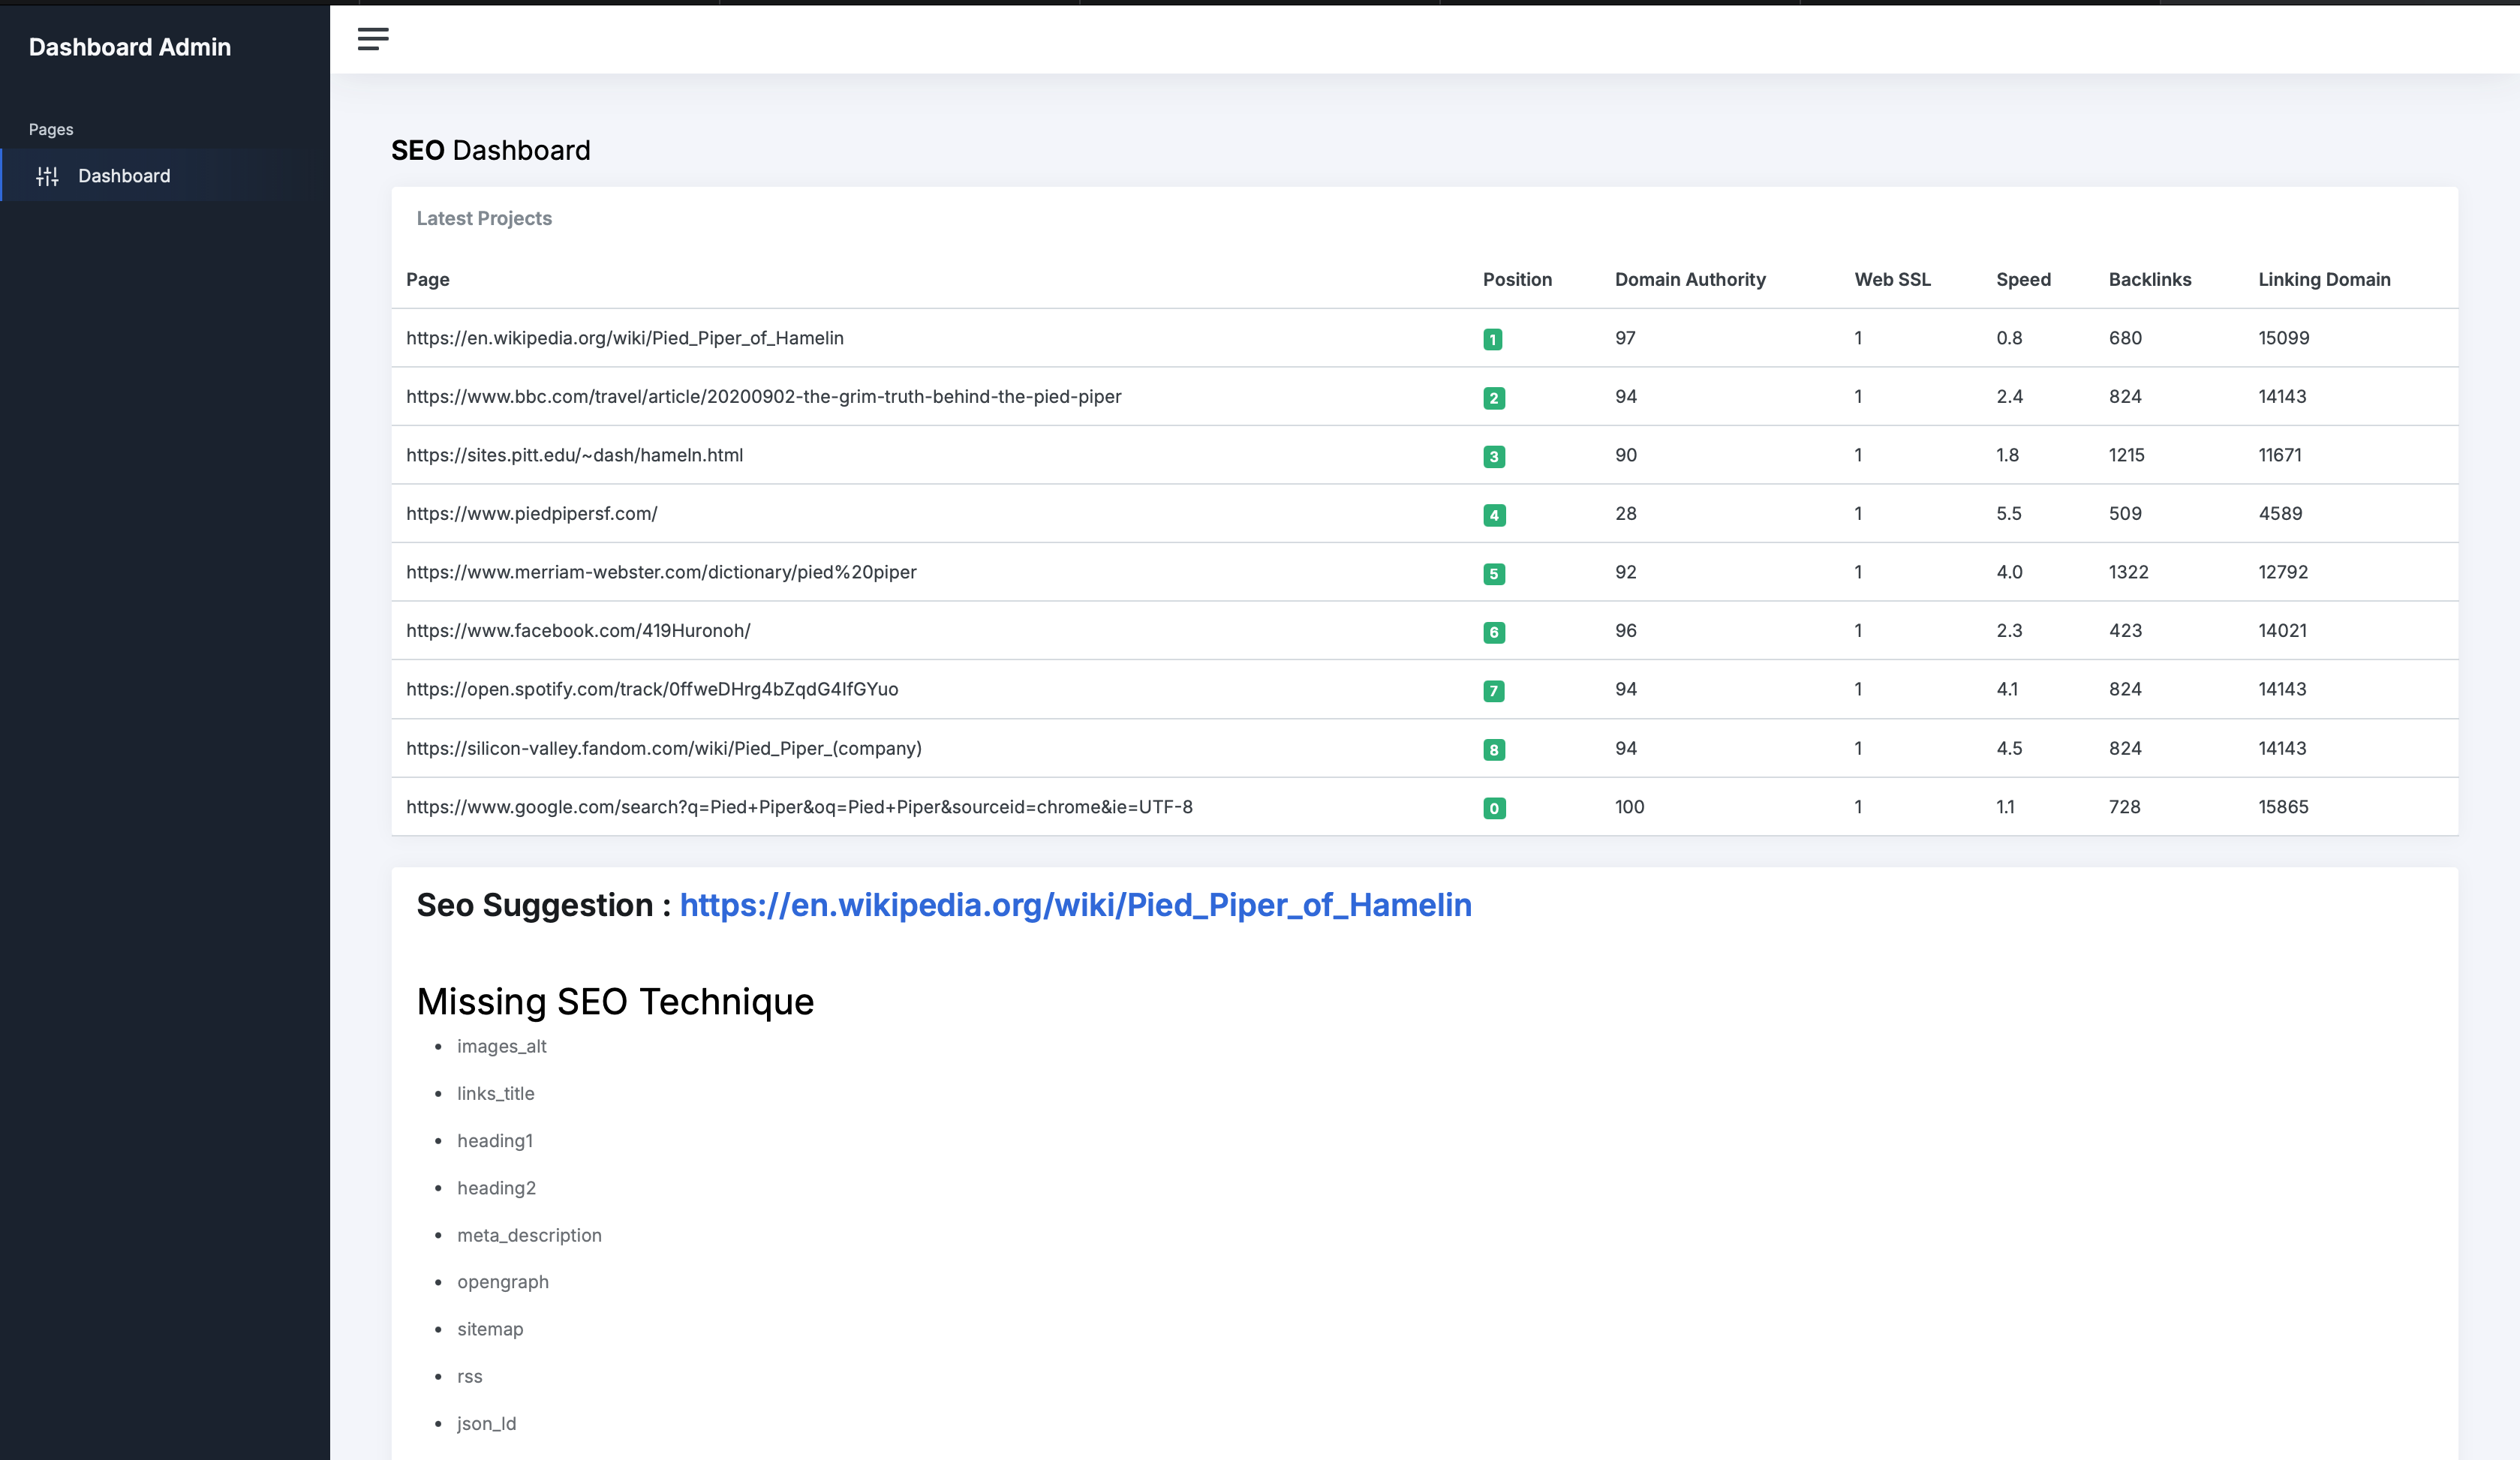 Dashboard Admin
Pages
Dashboard
SEO Dashboard
Latest Projects
Page Position Domain Authority Web SSL Speed Backlinks Linking Domain
https://en.wikipedia.org/wiki/Pied_Piper_of_Hamelin 1 97 1 0.8 680 15099
https://www.bbc.com/travel/article/20200902-the-grim-truth-behind-the-pied-piper 2 94 1 2.4 824 14143
https://sites.pitt.edu/~dash/hameln.html 3 90 1 1.8 1215 11671
https://www.piedpipersf.com/ 4 28 1 5.5 509 4589
https://www.merriam-webster.com/dictionary/pied%20piper 5 92 1 4.0 1322 12792
https://www.facebook.com/419Huronoh/ 6 96 1 2.3 423 14021
https://open.spotify.com/track/0ffweDHrg4bZqdG4IfGYuo 7 94 1 4.1 824 14143
https://silicon-valley.fandom.com/wiki/Pied_Piper_(company) 8 94 1 4.5 824 14143
https://www.google.com/search?q=Pied+Piper&oq=Pied+Piper&sourceid=chrome&ie=UTF-8 0 100 1 1.1 728 15865
Seo Suggestion : https://en.wikipedia.org/wiki/Pied_Piper_of_Hamelin
Missing SEO Technique
• images_alt
• links_title
• heading1
• heading2
• meta_description
• opengraph
• sitemap
• rss
• json_ld